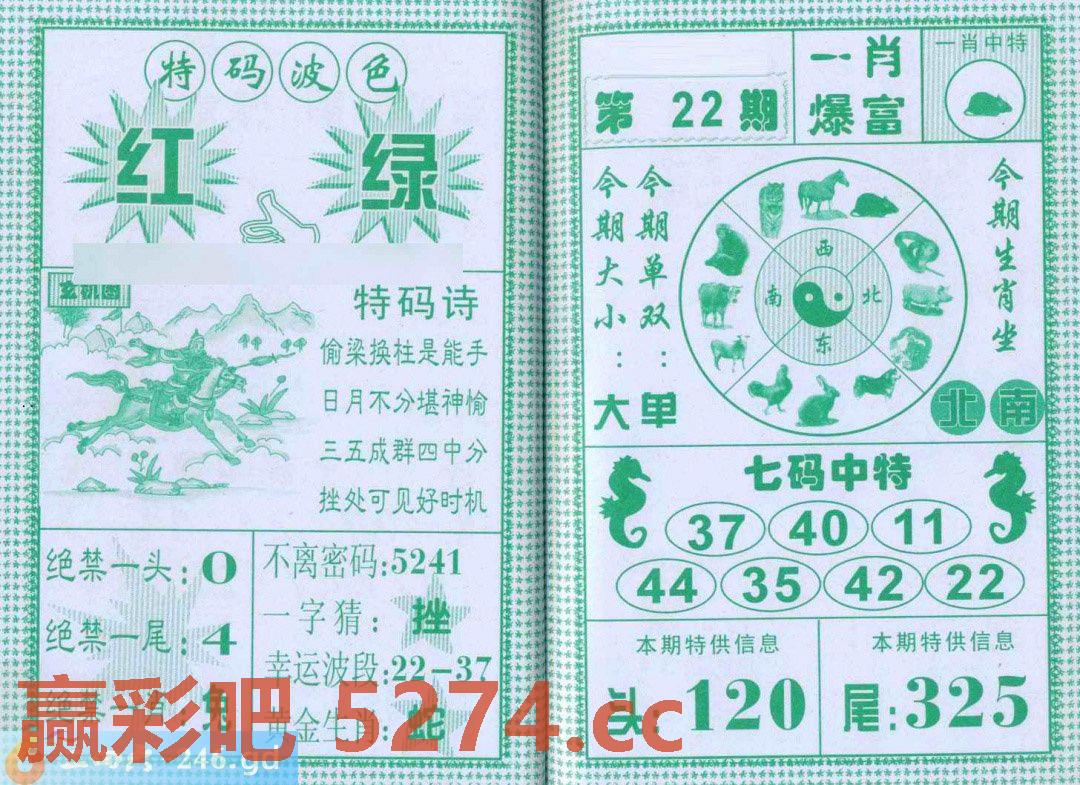 特码波色
红 绿
特码诗
偷梁换柱是能手
日月不分堪神愉
三五成群四中分
挫处可见好时机
绝禁一头:0
绝禁一尾:4
不离密码:5241
一字猜:挫
幸运波段:22-37
赢彩吧 5274.cc
第 22 期
一肖
爆富
一肖中特
今期大小:大
今期单双:单
西
南 北
东
今期生肖坐
北 南
七码中特
37 40 11
44 35 42 22
本期特供信息
头:120
本期特供信息
尾:325